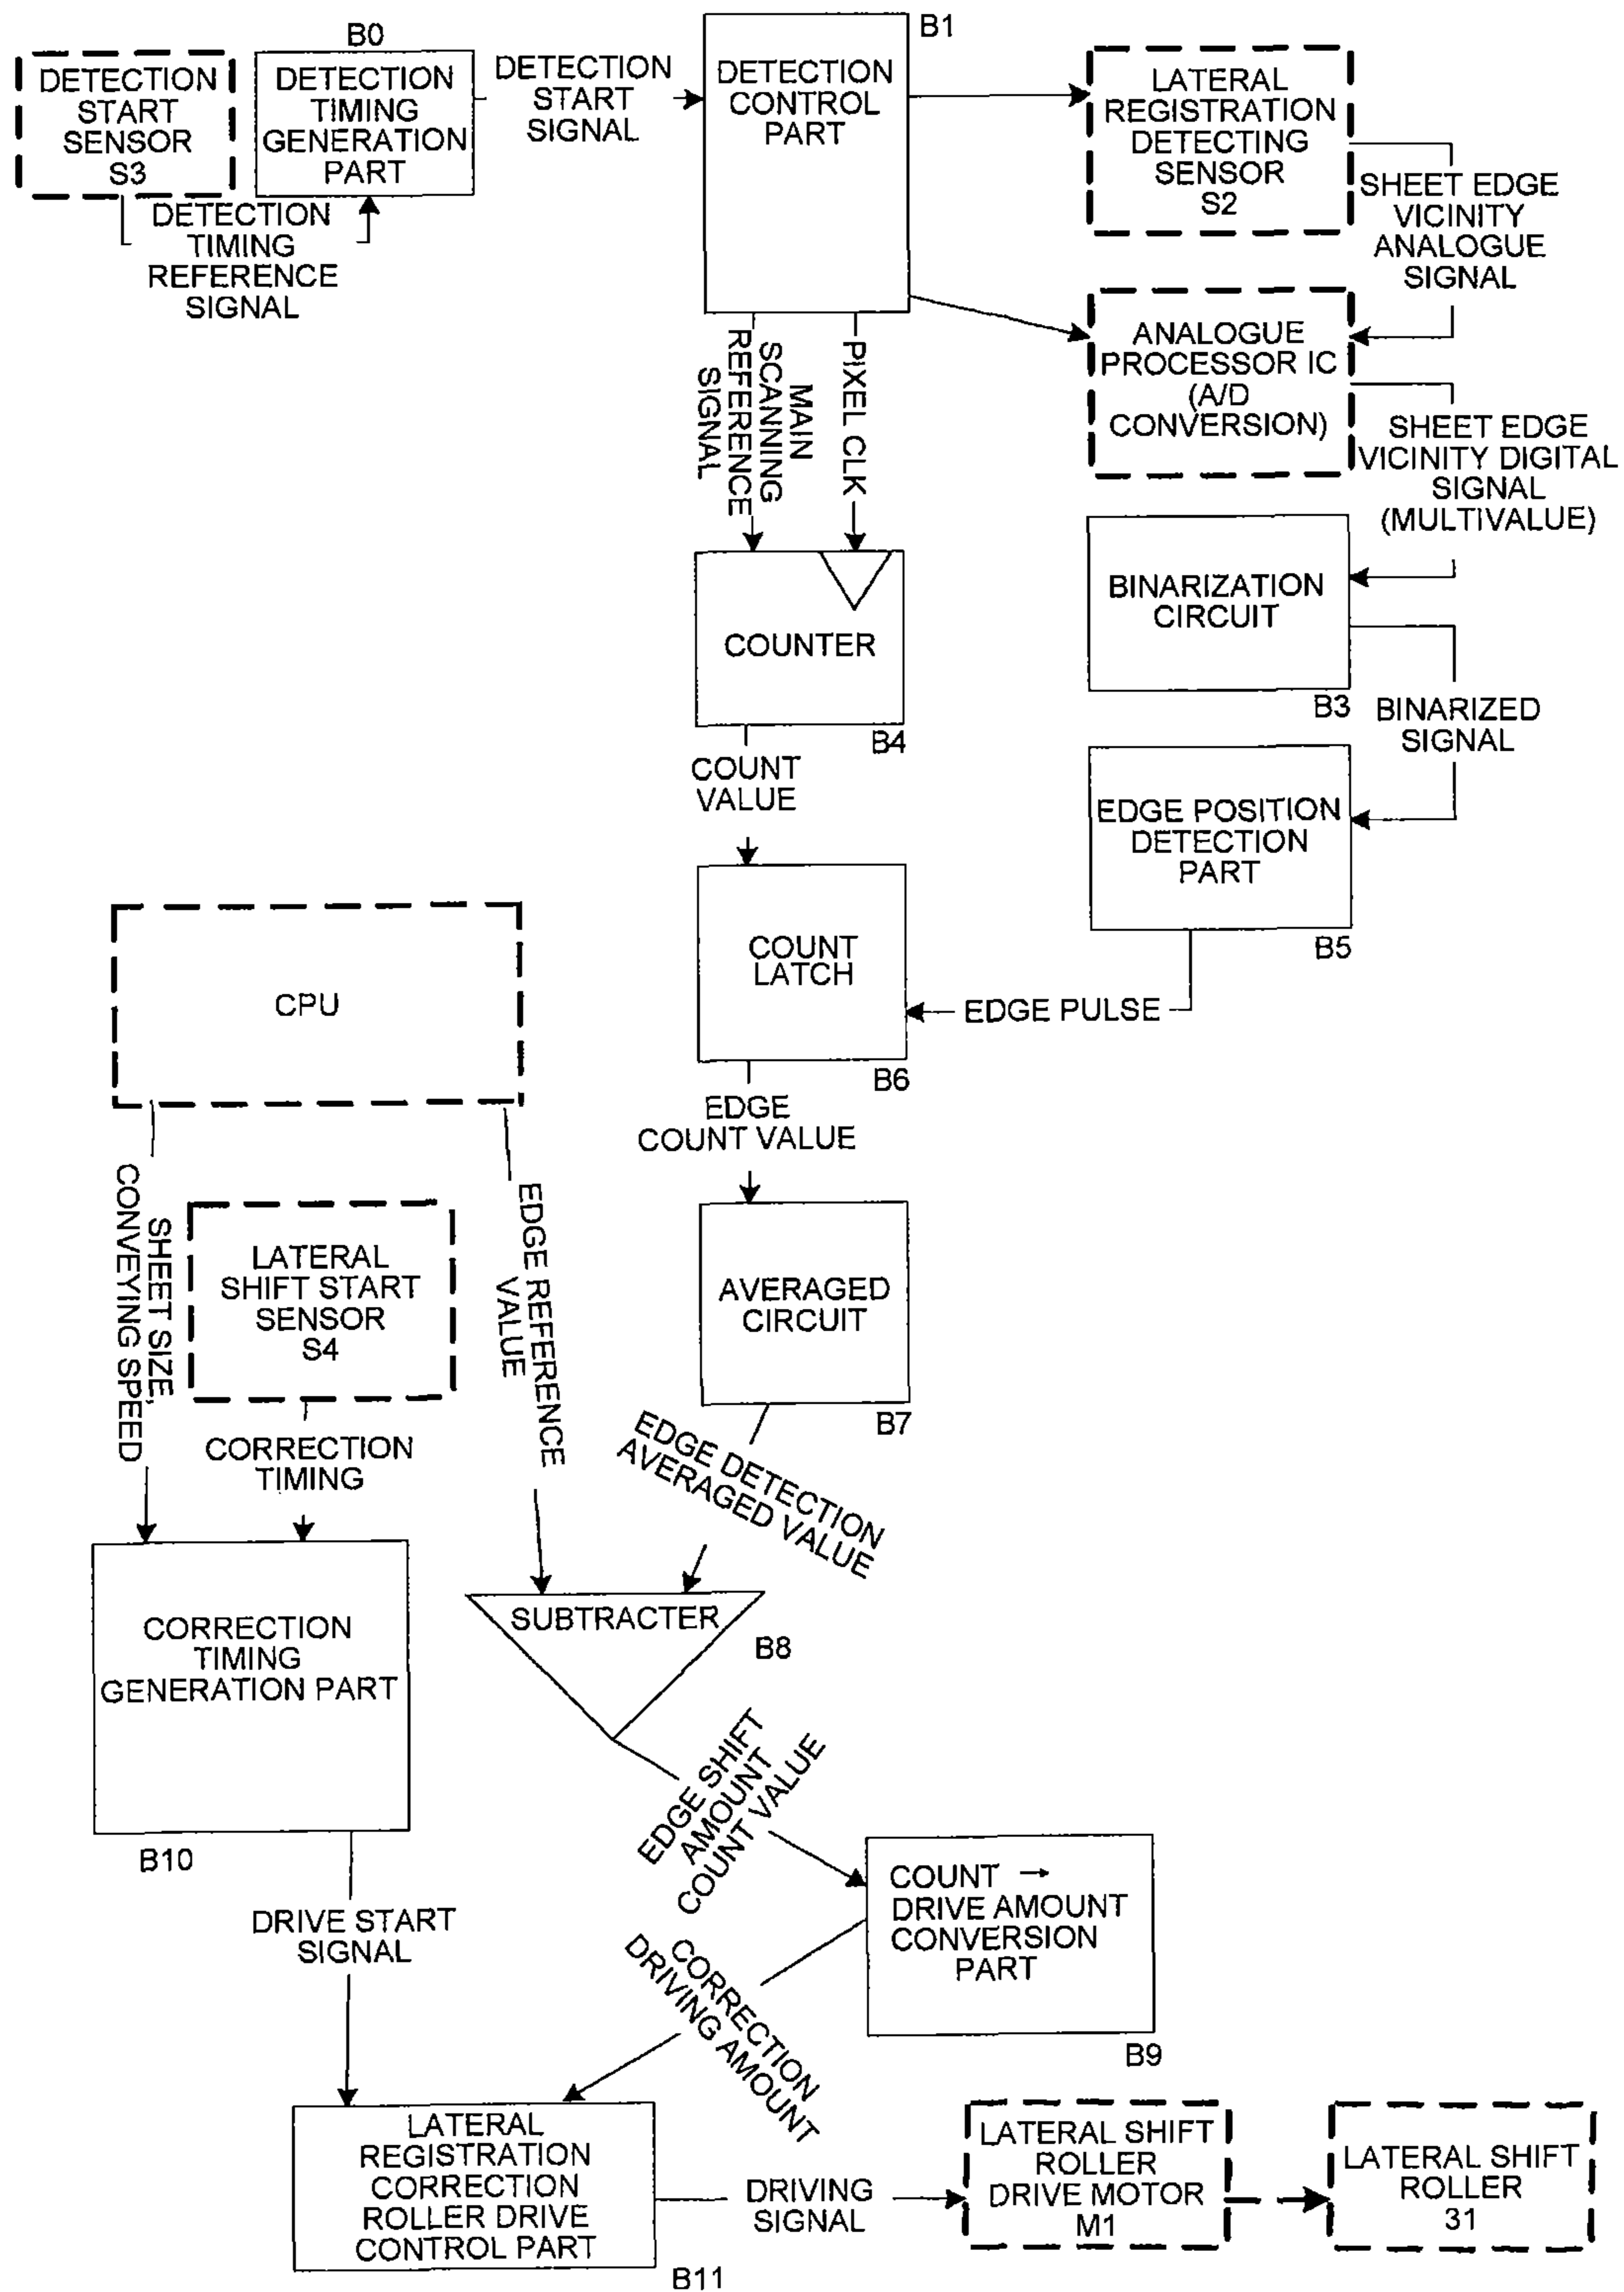 B0
B1
DETECTION
START
SENSOR
S3
DETECTION
TIMING
GENERATION
PART
DETECTION
START
SIGNAL
DETECTION
CONTROL
PART
LATERAL
REGISTRATION
DETECTING
SENSOR
S2
DETECTION
TIMING
REFERENCE
SIGNAL
SHEET EDGE
VICINITY
ANALOGUE
SIGNAL
MAIN
SCANNING
REFERENCE
SIGNAL
PIXEL CLK
ANALOGUE
PROCESSOR IC
(A/D
CONVERSION)
SHEET EDGE
VICINITY DIGITAL
SIGNAL
(MULTIVALUE)
COUNTER
B4
BINARIZATION
CIRCUIT
B3
BINARIZED
SIGNAL
COUNT
VALUE
EDGE POSITION
DETECTION
PART
B5
CPU
COUNT
LATCH
B6
EDGE PULSE
EDGE
COUNT VALUE
SHEET SIZE,
CONVEYING SPEED
LATERAL
SHIFT START
SENSOR
S4
EDGE REFERENCE
VALUE
AVERAGED
CIRCUIT
B7
CORRECTION
TIMING
EDGE DETECTION
AVERAGED VALUE
CORRECTION
TIMING
GENERATION PART
B10
SUBTRACTER
B8
EDGE SHIFT
AMOUNT
COUNT VALUE
COUNT →
DRIVE AMOUNT
CONVERSION
PART
B9
DRIVE START
SIGNAL
CORRECTION
DRIVING AMOUNT
LATERAL
REGISTRATION
CORRECTION
ROLLER DRIVE
CONTROL PART
B11
DRIVING
SIGNAL
LATERAL SHIFT
ROLLER
DRIVE MOTOR
M1
LATERAL SHIFT
ROLLER
31